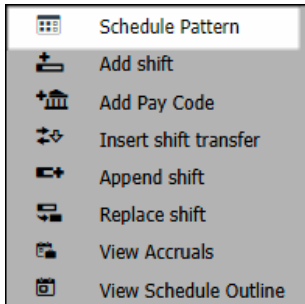 Schedule Pattern
Add shift
Add Pay Code
Insert shift transfer
Append shift
Replace shift
View Accruals
View Schedule Outline